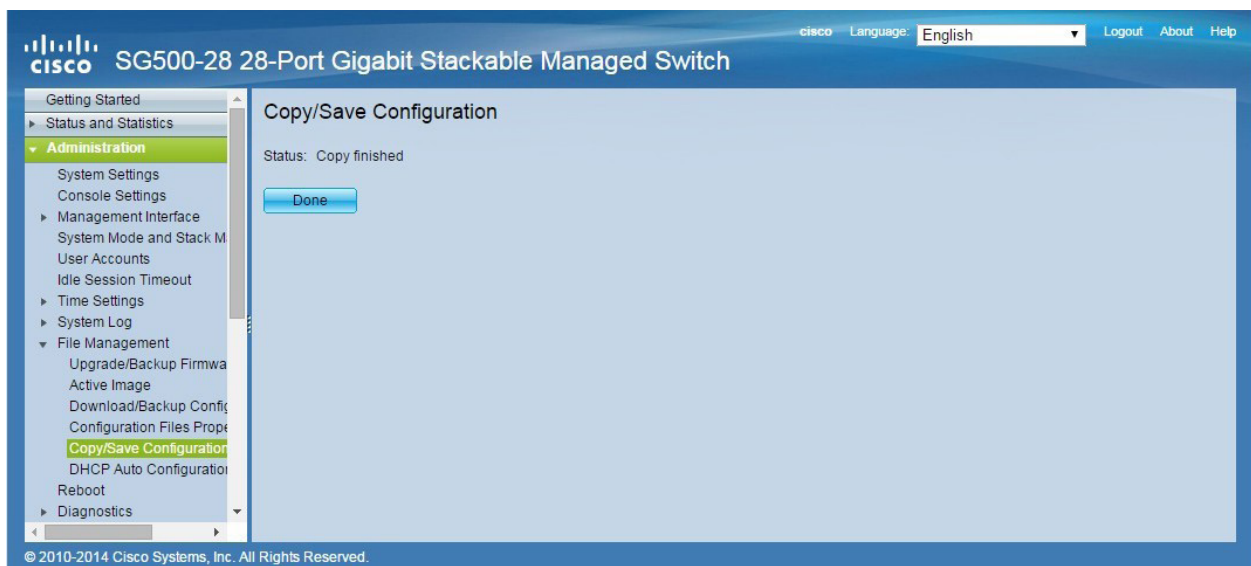 cisco Language: English Logout About Help
CISCO SG500-28 28-Port Gigabit Stackable Managed Switch
Getting Started
Status and Statistics
Administration
System Settings
Console Settings
Management Interface
System Mode and Stack M
User Accounts
Idle Session Timeout
Time Settings
System Log
File Management
Upgrade/Backup Firmwa
Active Image
Download/Backup Config
Configuration Files Prope
Copy/Save Configuration
DHCP Auto Configuration
Reboot
Diagnostics
Copy/Save Configuration
Status: Copy finished
Done
© 2010-2014 Cisco Systems, Inc. All Rights Reserved.